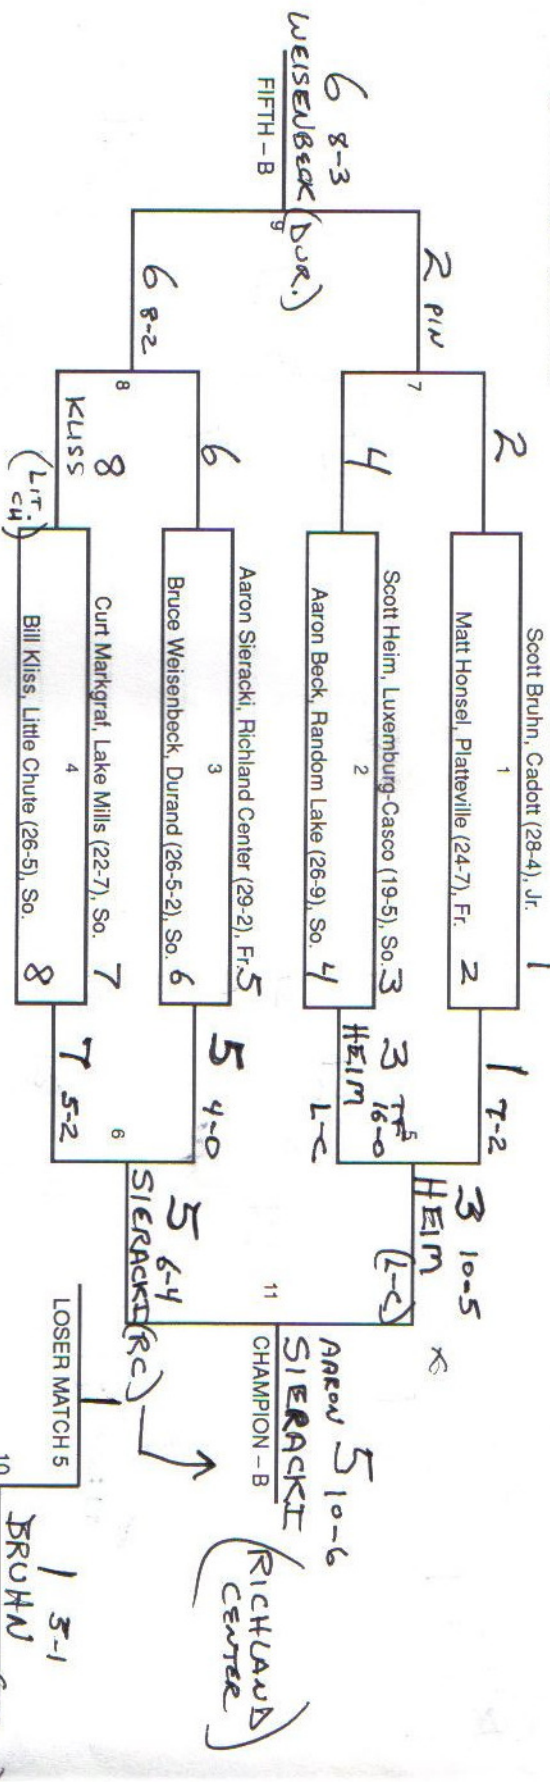 6 8-3
WEISENBECK (DUR.)
FIFTH – B
9
2 PIN
6 8-2
7
8
2
4
6
8
KLISS
(LIT. CH)
Scott Bruhn, Cadott (28-4), Jr. 1
1
Matt Honsel, Platteville (24-7), Fr. 2
Scott Heim, Luxemburg-Casco (19-5), So. 3
2
Aaron Beck, Random Lake (26-9), So. 4
Aaron Sieracki, Richland Center (29-2), Fr. 5
3
Bruce Weisenbeck, Durand (26-5-2), So. 6
Curt Markgraf, Lake Mills (22-7), So. 7
4
Bill Kliss, Little Chute (26-5), So. 8
1 7-2
5
3 TF 16-0
HEIM
L-C
5 4-0
6
7 5-2
3 10-5
HEIM
(L-C)
5 6-4
SIERACKI (RC)
11
AARON 5 10-6
SIERACKI
CHAMPION – B
(RICHLAND CENTER)
1
LOSER MATCH 5
10
1 3-1
BRUHN